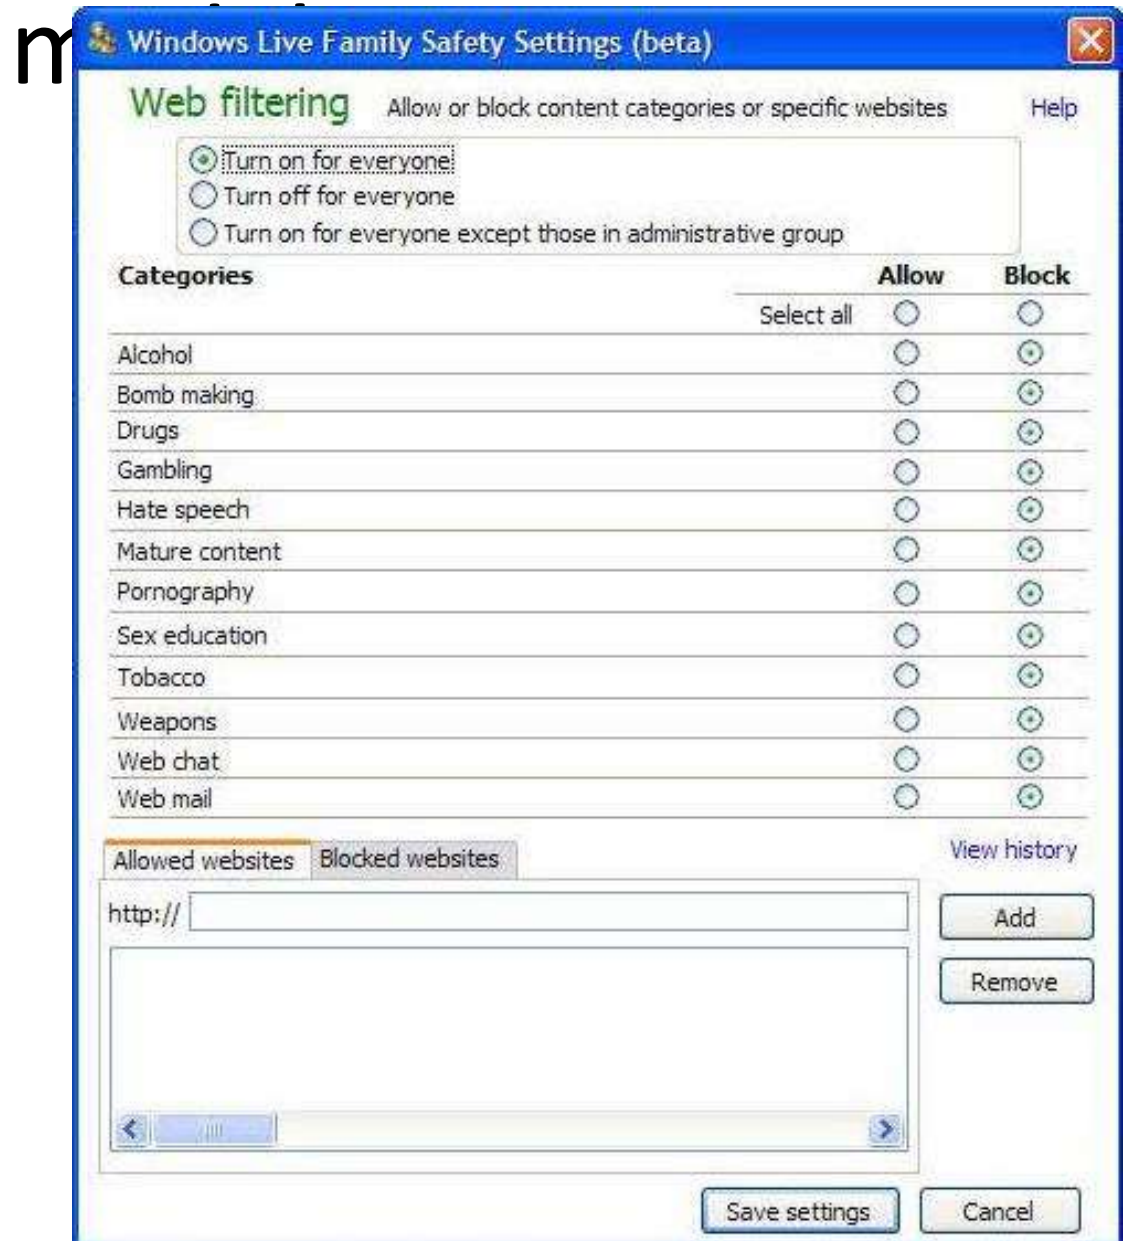 Windows Live Family Safety Settings (beta)
Web filtering Allow or block content categories or specific websites Help
Turn on for everyone
Turn off for everyone
Turn on for everyone except those in administrative group
Categories Allow Block
Select all
Alcohol
Bomb making
Drugs
Gambling
Hate speech
Mature content
Pornography
Sex education
Tobacco
Weapons
Web chat
Web mail
Allowed websites Blocked websites View history
http:// Add
Remove
Save settings Cancel